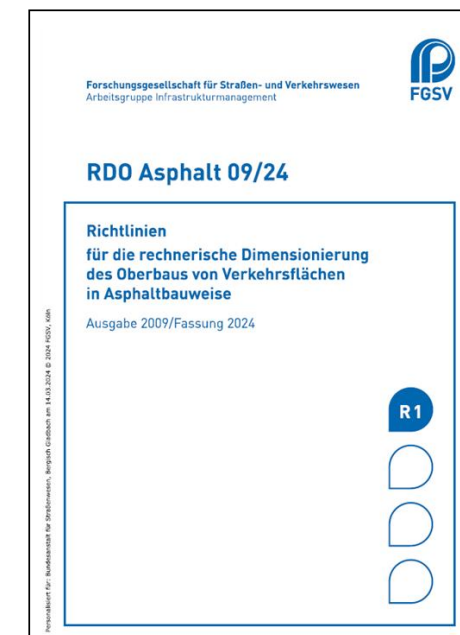 Forschungsgesellschaft für Straßen- und Verkehrswesen
Arbeitsgruppe Infrastrukturmanagement
FGSV
RDO Asphalt 09/24
Richtlinien
für die rechnerische Dimensionierung
des Oberbaus von Verkehrsflächen
in Asphaltbauweise
Ausgabe 2009/Fassung 2024
R1
Personalisiert für: Bundesanstalt für Straßenwesen, Bergisch Gladbach am 14.03.2024 © 2024 FGSV, Köln